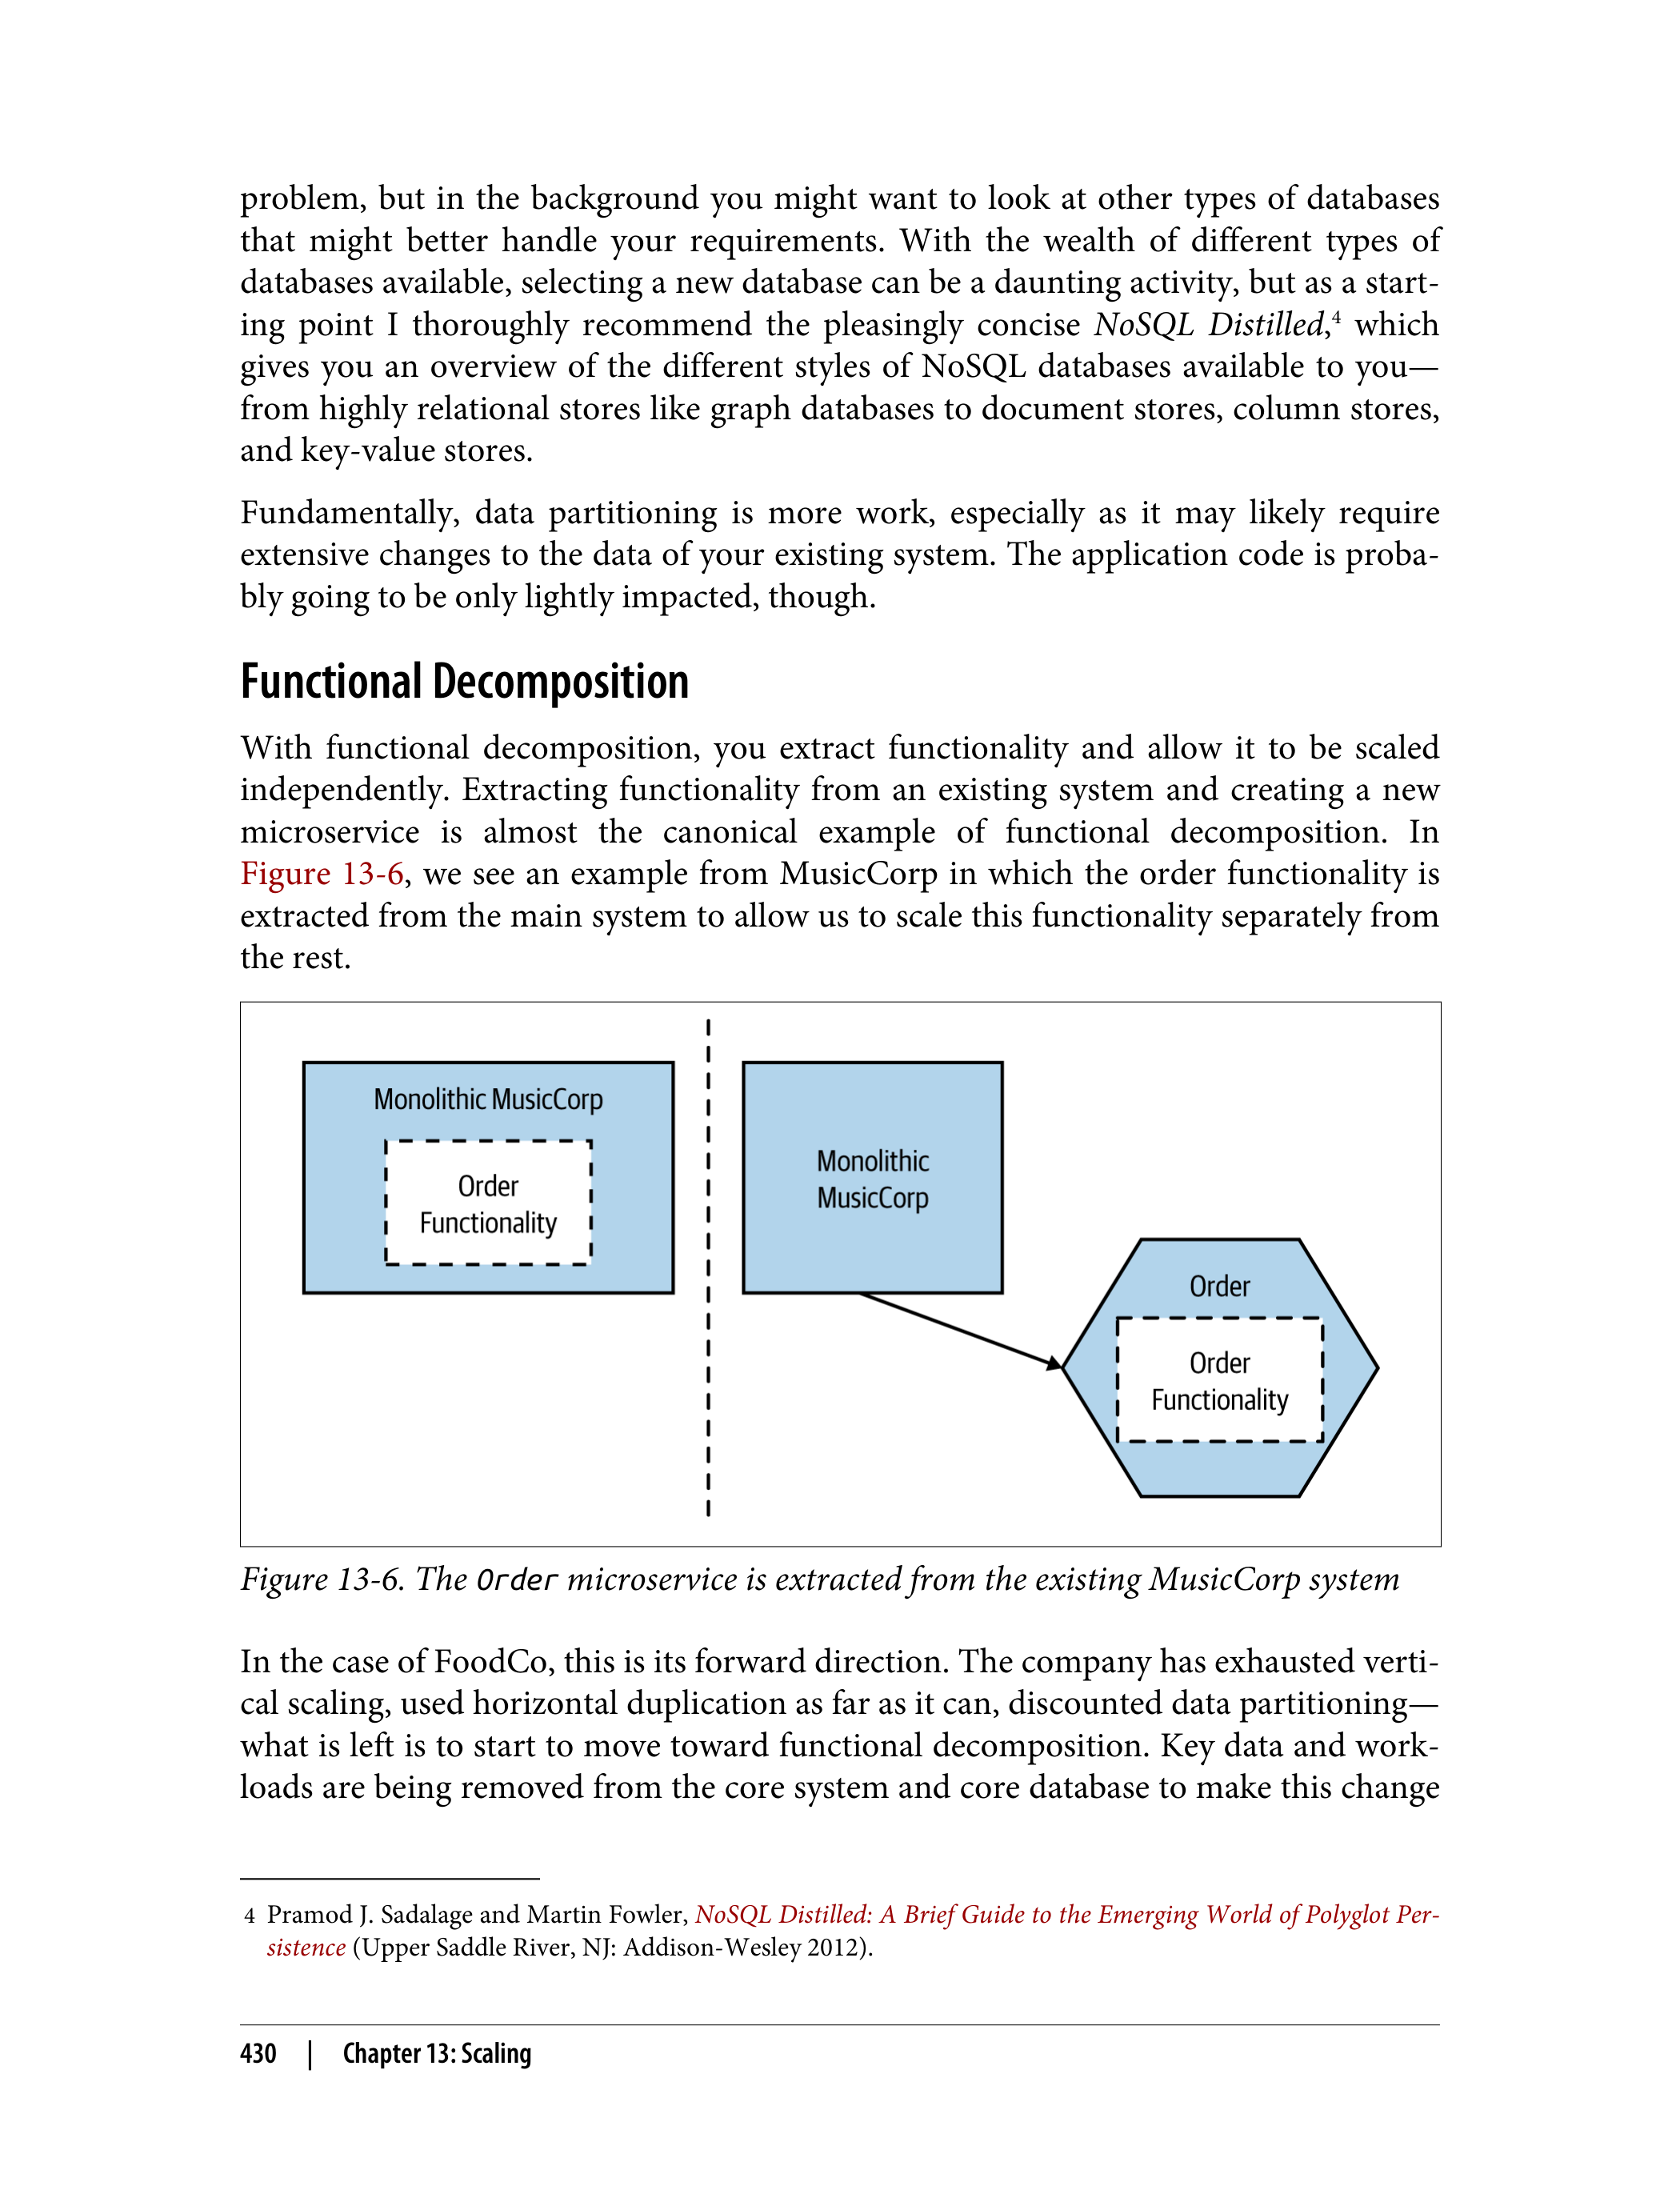 problem, but in the background you might want to look at other types of databases
that might better handle your requirements. With the wealth of different types of
databases available, selecting a new database can be a daunting activity, but as a start-
ing point I thoroughly recommend the pleasingly concise NoSQL Distilled,4 which
gives you an overview of the different styles of NoSQL databases available to you—
from highly relational stores like graph databases to document stores, column stores,
and key-value stores.
Fundamentally, data partitioning is more work, especially as it may likely require
extensive changes to the data of your existing system. The application code is proba-
bly going to be only lightly impacted, though.
Functional Decomposition
With functional decomposition, you extract functionality and allow it to be scaled
independently. Extracting functionality from an existing system and creating a new
microservice is almost the canonical example of functional decomposition. In
Figure 13-6, we see an example from MusicCorp in which the order functionality is
extracted from the main system to allow us to scale this functionality separately from
the rest.
Monolithic MusicCorp
Order
Functionality
Monolithic
MusicCorp
Order
Order
Functionality
Figure 13-6. The Order microservice is extracted from the existing MusicCorp system
In the case of FoodCo, this is its forward direction. The company has exhausted verti-
cal scaling, used horizontal duplication as far as it can, discounted data partitioning—
what is left is to start to move toward functional decomposition. Key data and work-
loads are being removed from the core system and core database to make this change
4 Pramod J. Sadalage and Martin Fowler, NoSQL Distilled: A Brief Guide to the Emerging World of Polyglot Per-
sistence (Upper Saddle River, NJ: Addison-Wesley 2012).
430 | Chapter 13: Scaling